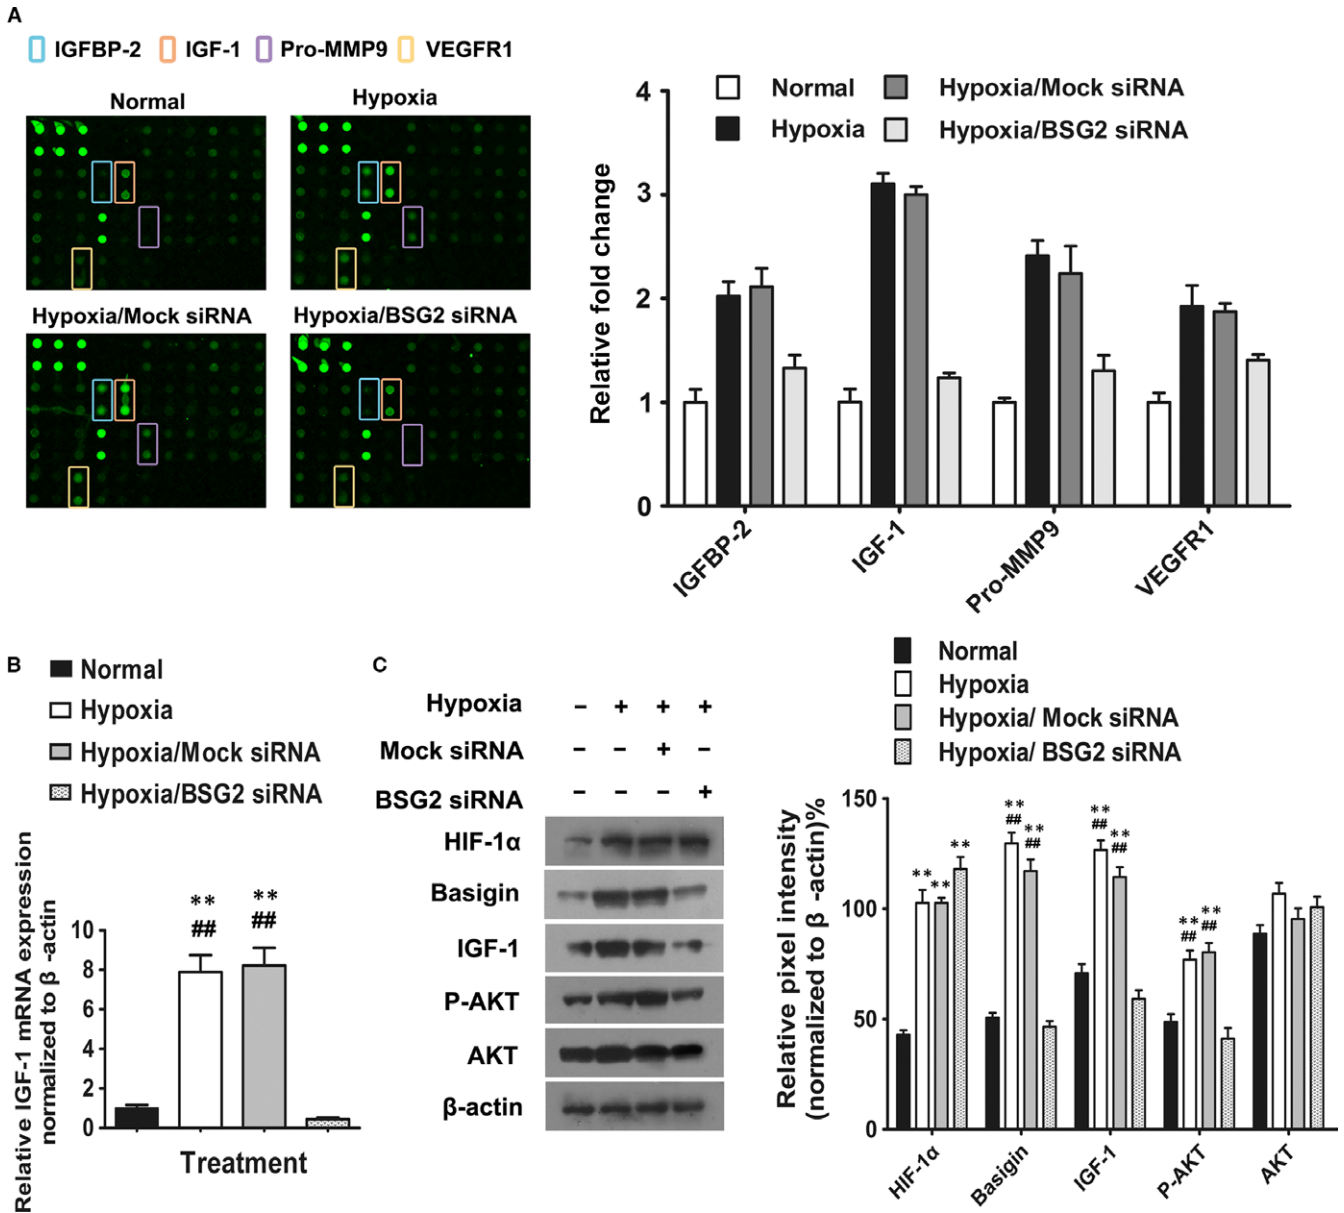 A
IGFBP-2 IGF-1 Pro-MMP9 VEGFR1
Normal Hypoxia
Hypoxia/Mock siRNA Hypoxia/BSG2 siRNA
Normal Hypoxia/Mock siRNA
Hypoxia Hypoxia/BSG2 siRNA
Relative fold change
4
3
2
1
0
IGFBP-2 IGF-1 Pro-MMP9 VEGFR1
B
Normal
Hypoxia
Hypoxia/Mock siRNA
Hypoxia/BSG2 siRNA
Relative IGF-1 mRNA expression
normalized to β -actin
10
8
6
4
2
0
** **
## ##
Treatment
C
Hypoxia – + + +
Mock siRNA – – + –
BSG2 siRNA – – – +
HIF-1α
Basigin
IGF-1
P-AKT
AKT
β-actin
Normal
Hypoxia
Hypoxia/ Mock siRNA
Hypoxia/ BSG2 siRNA
Relative pixel intensity
(normalized to β -actin)%
150
100
50
0
** ** **
** ## ** ##
** ## ** ##
** ## ** ##
HIF-1α Basigin IGF-1 P-AKT AKT